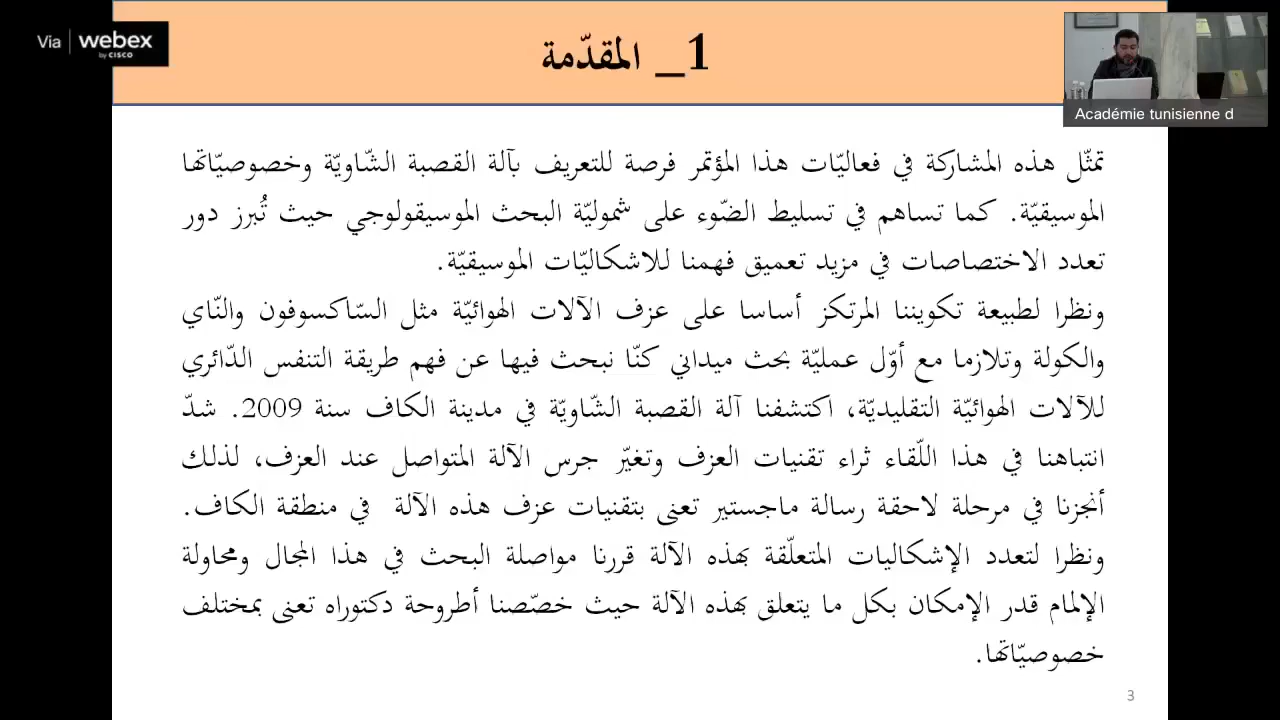 Via webex
by CISCO
1_ المقدّمة
Académie tunisienne d
تمثّل هذه المشاركة في فعاليّات هذا المؤتمر فرصة للتعريف بآلة القصبة الشّاويّة وخصوصيّاتها
الموسيقيّة. كما تساهم في تسليط الضّوء على شموليّة البحث الموسيقولوجي حيث تُبرز دور
تعدد الاختصاصات في مزيد تعميق فهمنا للاشكاليّات الموسيقيّة.
ونظرا لطبيعة تكويننا المرتكز أساسا على عزف الآلات الهوائيّة مثل السّاكسوفون والنّاي
والكولة وتلازما مع أوّل عمليّة بحث ميداني كنّا نبحث فيها عن فهم طريقة التنفس الدّائري
للآلات الهوائيّة التقليديّة، اكتشفنا آلة القصبة الشّاويّة في مدينة الكاف سنة 2009. شدّ
انتباهنا في هذا اللّقاء ثراء تقنيات العزف وتغيّر جرس الآلة المتواصل عند العزف، لذلك
أنجزنا في مرحلة لاحقة رسالة ماجستير تعنى بتقنيات عزف هذه الآلة في منطقة الكاف.
ونظرا لتعدد الإشكاليات المتعلّقة بهذه الآلة قررنا مواصلة البحث في هذا المجال ومحاولة
الإلمام قدر الإمكان بكل ما يتعلق بهذه الآلة حيث خصّصنا أطروحة دكتوراه تعنى بمختلف
خصوصيّاتها.
3